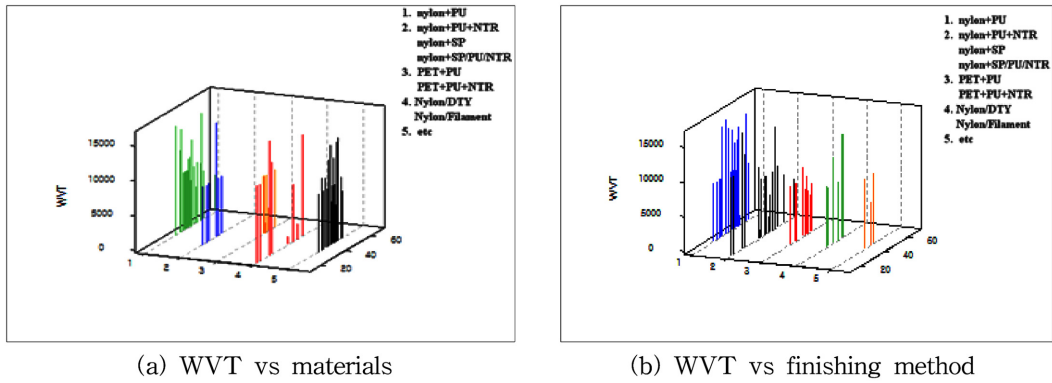 1. nylon+PU
2. nylon+PU+NTR
nylon+SP
nylon+SP/PU/NTR
3. PET+PU
PET+PU+NTR
4. Nylon/DTY
Nylon/Filament
5. etc
15000
10000
5000
0
WVT
1
2
3
4
5
20
40
60
(a) WVT vs materials
1. nylon+PU
2. nylon+PU+NTR
nylon+SP
nylon+SP/PU/NTR
3. PET+PU
PET+PU+NTR
4. Nylon/DTY
Nylon/Filament
5. etc
15000
10000
5000
0
WVT
1
2
3
4
5
20
40
60
(b) WVT vs finishing method